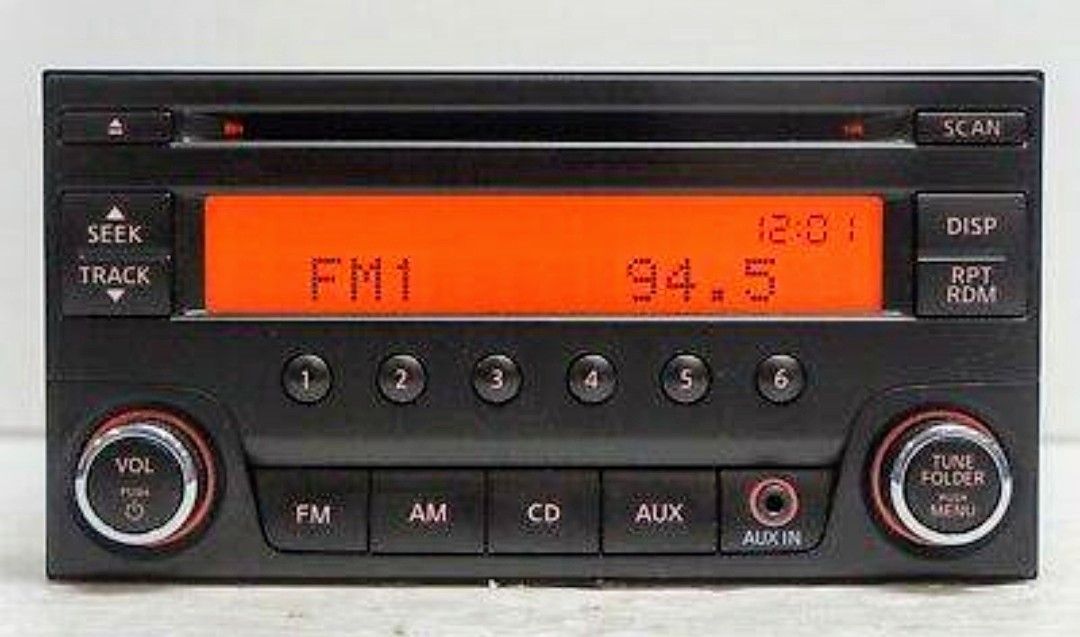 SCAN
12:01
SEEK
DISP
TRACK
FM1
94.5
RPT
RDM
1
2
3
4
5
6
VOL
PUSH
TUNE
FOLDER
PUSH
MENU
FM
AM
CD
AUX
AUX IN